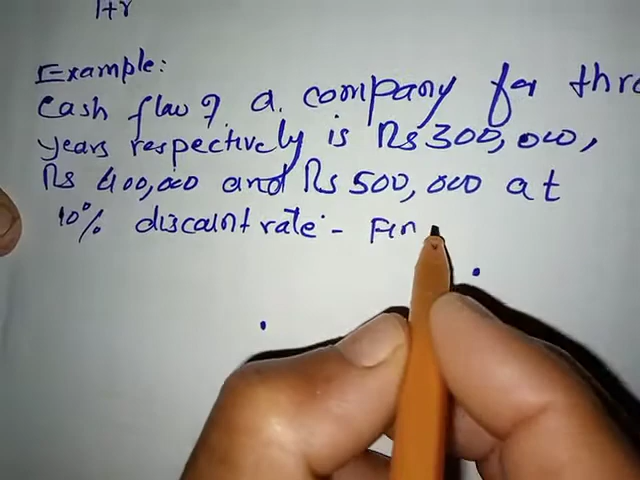 1+r
Example:
Cash flow of a company for thre
years respectively is Rs 300,000,
Rs 400,000 and Rs 500,000 at
10% discount rate - Fin